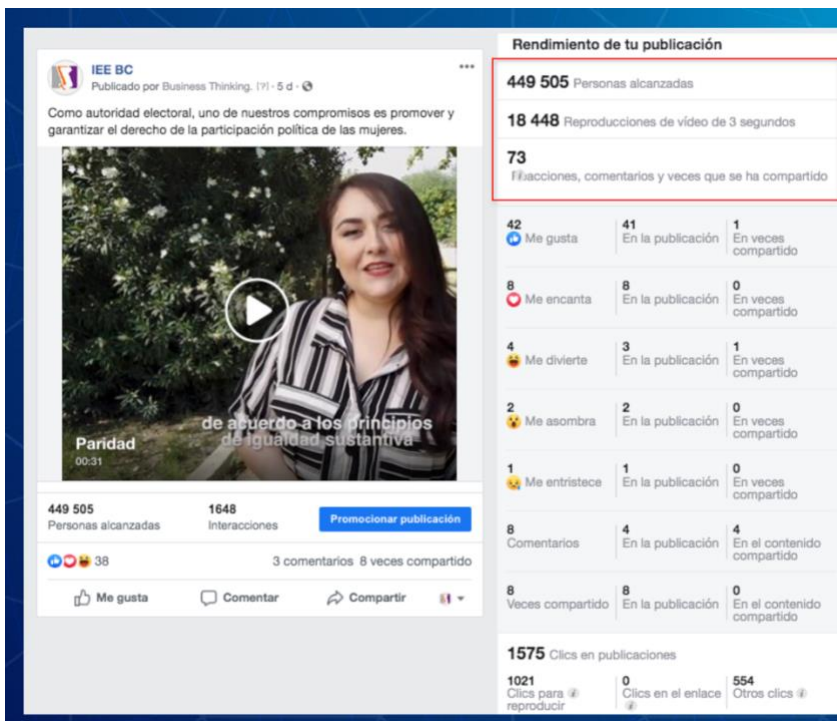 IEE BC
Publicado por Business Thinking. [?] · 5 d ·
Como autoridad electoral, uno de nuestros compromisos es promover y
garantizar el derecho de la participación política de las mujeres.
de acuerdo a los principios
de igualdad sustantiva
Paridad
00:31
449 505
Personas alcanzadas
1648
Interacciones
Promocionar publicación
38
3 comentarios 8 veces compartido
Me gusta
Comentar
Compartir
Rendimiento de tu publicación
449 505 Personas alcanzadas
18 448 Reproducciones de vídeo de 3 segundos
73
comentarios y veces que se ha compartido
42
Me gusta
41
En la publicación
1
En veces
compartido
8
Me encanta
8
En la publicación
0
En veces
compartido
4
Me divierte
3
En la publicación
1
En veces
compartido
2
Me asombra
2
En la publicación
0
En veces
compartido
1
Me entristece
1
En la publicación
0
En veces
compartido
8
Comentarios
4
En la publicación
4
En el contenido
compartido
8
Veces compartido
8
En la publicación
0
En el contenido
compartido
1575 Clics en publicaciones
1021
Clics para
reproducir
0
Clics en el enlace
554
Otros clics